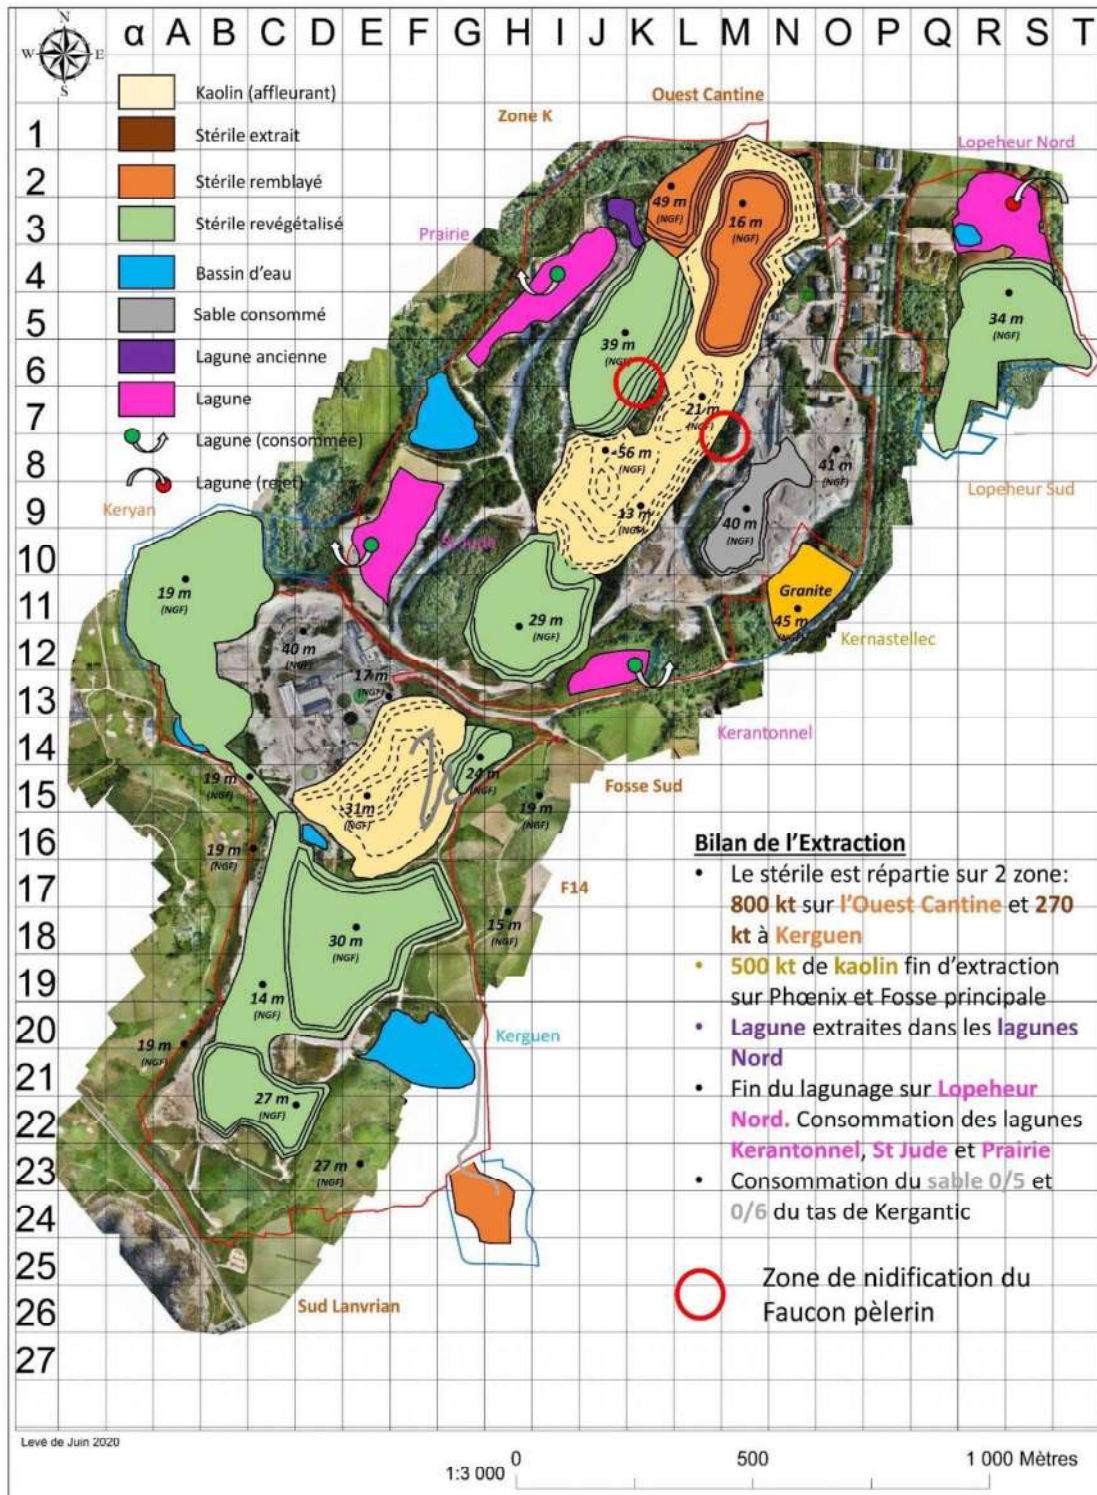 N
W
E
S
α A B C D E F G H I J K L M N O P Q R S T
1
2
3
4
5
6
7
8
9
10
11
12
13
14
15
16
17
18
19
20
21
22
23
24
25
26
27
Kaolin (affleurant)
Stérile extrait
Stérile remblayé
Stérile revégétalisé
Bassin d'eau
Sable consommé
Lagune ancienne
Lagune
Lagune (consommée)
Lagune (rejet)
Ouest Cantine
Zone K
Lopeheur Nord
Prairie
49 m
(NGF)
16 m
(NGF)
34 m
(NGF)
39 m
(NGF)
21 m
(NGF)
-56 m
(NGF)
41 m
(NGF)
Lopeheur Sud
Keryan
13 m
(NGF)
40 m
(NGF)
St Jude
19 m
(NGF)
Granite
45 m
(NGF)
29 m
(NGF)
Kernastellec
40 m
(NGF)
17 m
(NGF)
Kerantonnel
24 m
(NGF)
Fosse Sud
19 m
(NGF)
-31m
(NGF)
19 m
(NGF)
19 m
(NGF)
F14
15 m
(NGF)
30 m
(NGF)
14 m
(NGF)
19 m
(NGF)
Kerguen
27 m
(NGF)
27 m
(NGF)
Sud Lanvrian
Bilan de l'Extraction
• Le stérile est répartie sur 2 zone:
800 kt sur l'Ouest Cantine et 270
kt à Kerguen
• 500 kt de kaolin fin d'extraction
sur Phœnix et Fosse principale
• Lagune extraites dans les lagunes
Nord
• Fin du lagunage sur Lopeheur
Nord. Consommation des lagunes
Kerantonnel, St Jude et Prairie
• Consommation du sable 0/5 et
0/6 du tas de Kergantic
Zone de nidification du
Faucon pèlerin
Levé de Juin 2020
1:3 000
0 500 1 000 Mètres